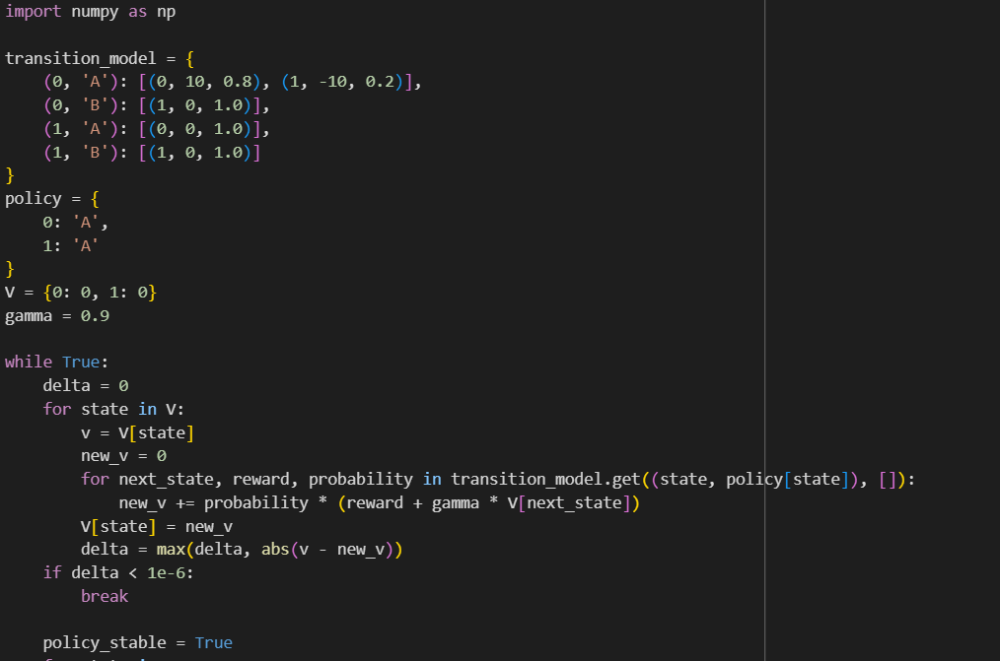 import numpy as np
transition_model = {
    (0, 'A'): [(0, 10, 0.8), (1, -10, 0.2)],
    (0, 'B'): [(1, 0, 1.0)],
    (1, 'A'): [(0, 0, 1.0)],
    (1, 'B'): [(1, 0, 1.0)]
}
policy = {
    0: 'A',
    1: 'A'
}
V = {0: 0, 1: 0}
gamma = 0.9
while True:
    delta = 0
    for state in V:
        v = V[state]
        new_v = 0
        for next_state, reward, probability in transition_model.get((state, policy[state]), []):
            new_v += probability * (reward + gamma * V[next_state])
        V[state] = new_v
        delta = max(delta, abs(v - new_v))
    if delta < 1e-6:
        break
    policy_stable = True